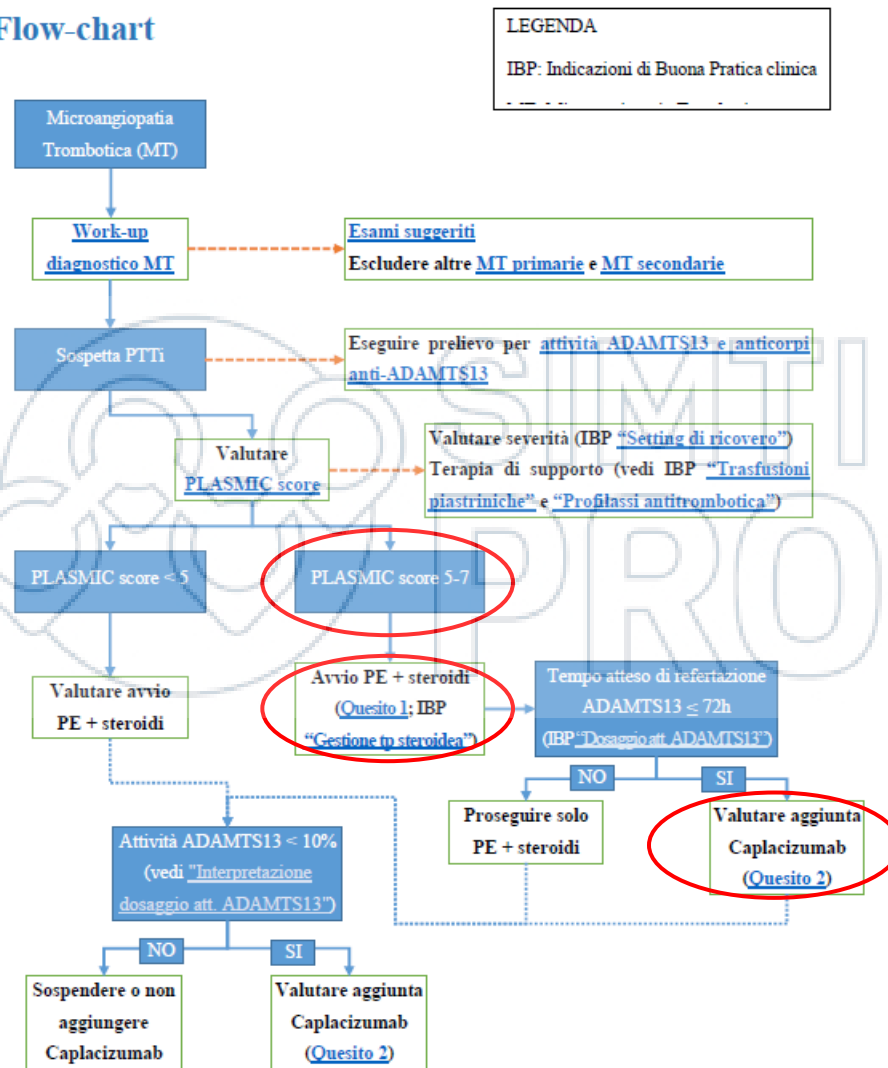 Flow-chart
LEGENDA
IBP: Indicazioni di Buona Pratica clinica
Microangiopatia
Trombotica (MT)
Work-up
diagnostico MT
Esami suggeriti
Escludere altre MT primarie e MT secondarie
Sospetta PTTi
Eseguire prelievo per attività ADAMTS13 e anticorpi
anti-ADAMTS13
Valutare
PLASMIC score
Valutare severità (IBP “Setting di ricovero”)
Terapia di supporto (vedi IBP “Trasfusioni
piastriniche” e “Profilassi antitrombotica”)
PLASMIC score < 5
PLASMIC score 5-7
Valutare avvio
PE + steroidi
Avvio PE + steroidi
(Quesito 1; IBP
“Gestione tp steroidea”)
Tempo atteso di refertazione
ADAMTS13 ≤ 72h
(IBP “Dosaggio att. ADAMTS13”)
NO
SI
Proseguire solo
PE + steroidi
Valutare aggiunta
Caplacizumab
(Quesito 2)
Attività ADAMTS13 < 10%
(vedi "Interpretazione
dosaggio att. ADAMTS13")
NO
SI
Sospendere o non
aggiungere
Caplacizumab
Valutare aggiunta
Caplacizumab
(Quesito 2)
SIMTI
PRO